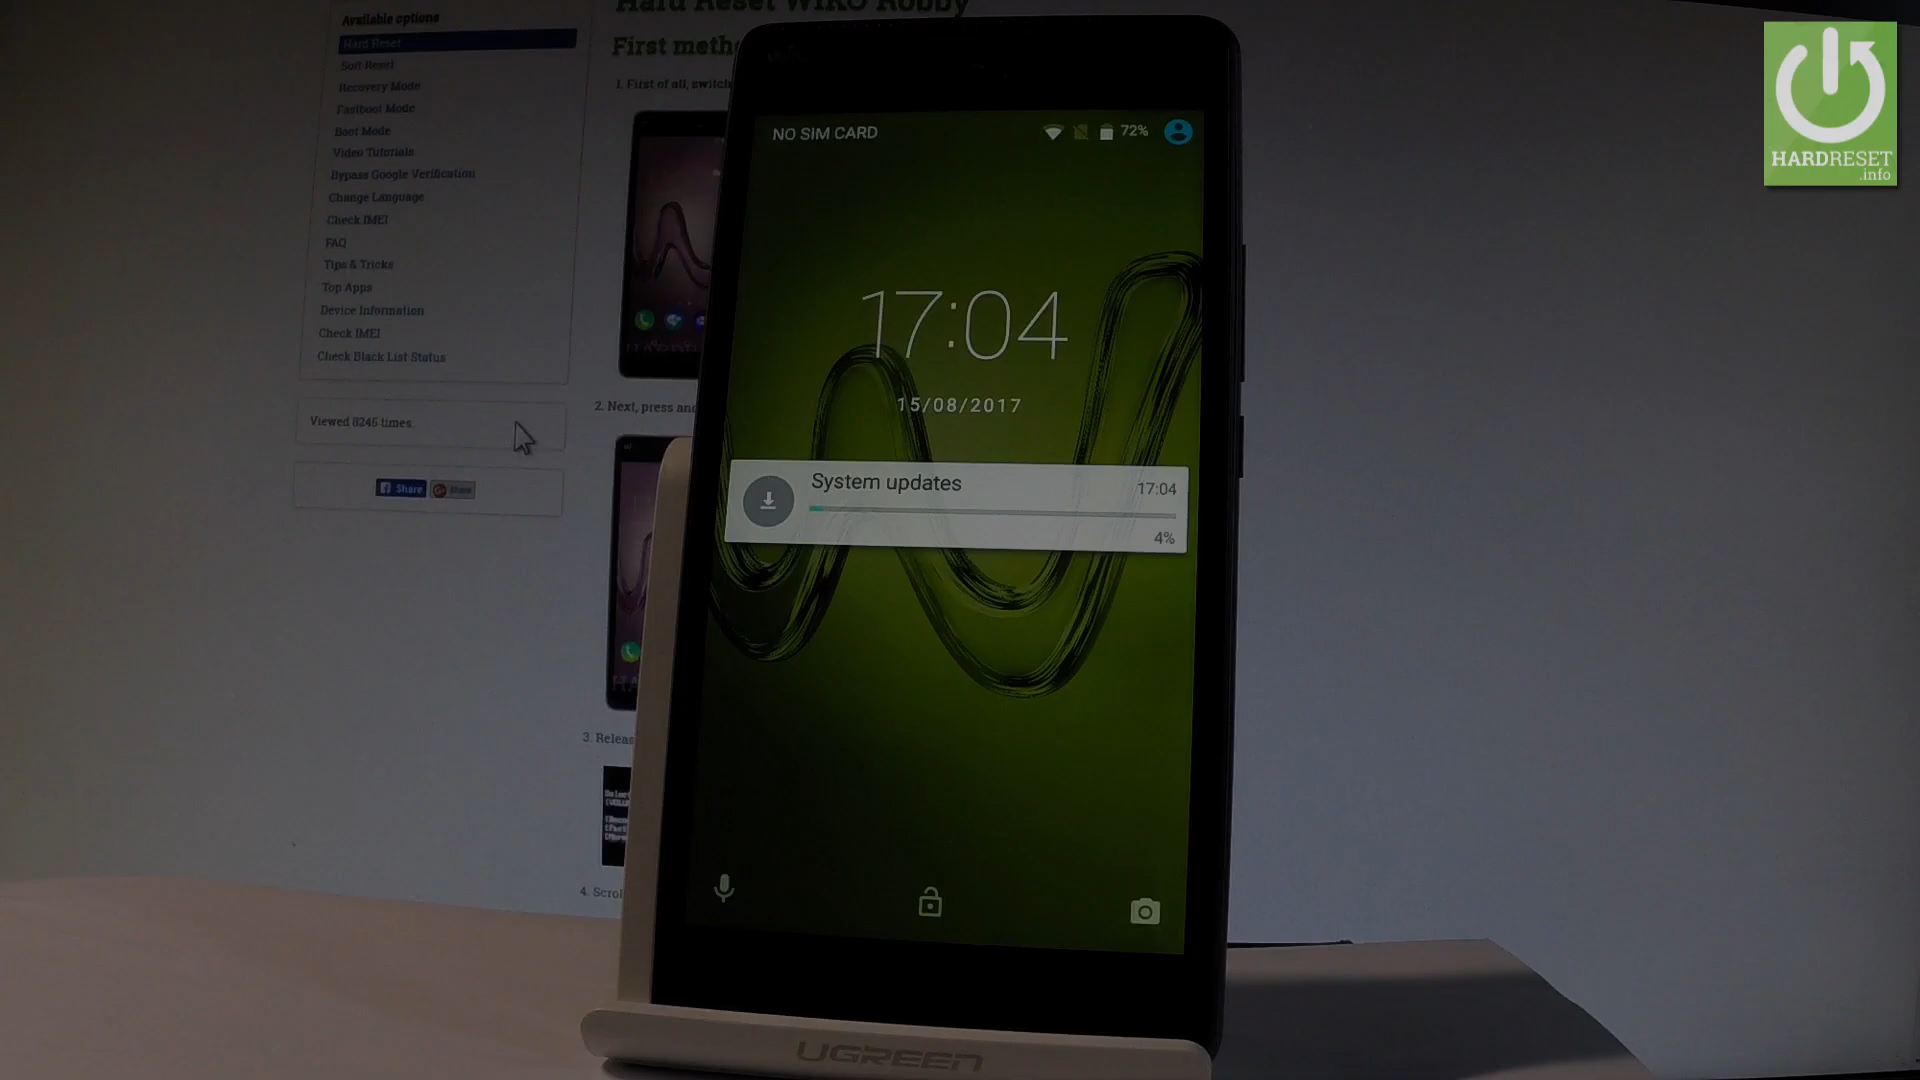 Hard Reset WIKO Robby
Available options
Hard Reset
Soft Reset
Recovery Mode
Fastboot Mode
Boot Mode
Video Tutorials
Bypass Google Verification
Change Language
Check IMEI
FAQ
Tips & Tricks
Top Apps
Device Information
Check IMEI
Check Black List Status
Viewed 8245 times.
Share
Share
First meth
1. First of all, switch
2. Next, press and
3. Releas
4. Scrol
NO SIM CARD
72%
17:04
15/08/2017
System updates
17:04
4%
UGREEN
HARDRESET
.info